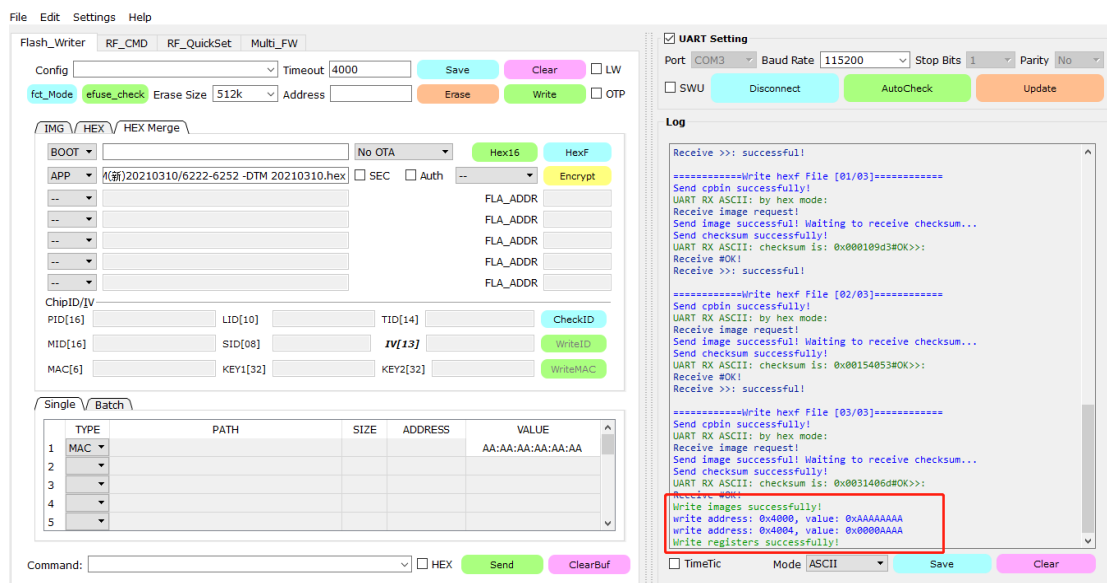 File Edit Settings Help
Flash_Writer RF_CMD RF_QuickSet Multi_FW
Config Timeout 4000 Save Clear LW
fct_Mode efuse_check Erase Size 512k Address Erase Write OTP
IMG HEX HEX Merge
BOOT No OTA Hex16 HexF
APP (新)20210310/6222-6252 -DTM 20210310.hex SEC Auth -- Encrypt
-- FLA_ADDR
-- FLA_ADDR
-- FLA_ADDR
-- FLA_ADDR
-- FLA_ADDR
ChipID/IV
PID[16] LID[10] TID[14] CheckID
MID[16] SID[08] IV[13] WriteID
MAC[6] KEY1[32] KEY2[32] WriteMAC
Single Batch
TYPE PATH SIZE ADDRESS VALUE
1 MAC AA:AA:AA:AA:AA:AA
2
3
4
5
Command: HEX Send ClearBuf
UART Setting
Port COM3 Baud Rate 115200 Stop Bits 1 Parity No
SWU Disconnect AutoCheck Update
Log
Receive >>: successful!
============Write hexf File [01/03]============
Send cpbin successfully!
UART RX ASCII: by hex mode:
Receive image request!
Send image successful! Waiting to receive checksum...
Send checksum successfully!
UART RX ASCII: checksum is: 0x000109d3#OK>>:
Receive #OK!
Receive >>: successful!
============Write hexf File [02/03]============
Send cpbin successfully!
UART RX ASCII: by hex mode:
Receive image request!
Send image successful! Waiting to receive checksum...
Send checksum successfully!
UART RX ASCII: checksum is: 0x00154053#OK>>:
Receive #OK!
Receive >>: successful!
============Write hexf File [03/03]============
Send cpbin successfully!
UART RX ASCII: by hex mode:
Receive image request!
Send image successful! Waiting to receive checksum...
Send checksum successfully!
UART RX ASCII: checksum is: 0x0031406d#OK>>:
Receive #OK!
Write images successfully!
write address: 0x4000, value: 0xAAAAAAAA
write address: 0x4004, value: 0x0000AAAA
Write registers successfully!
TimeTic Mode ASCII Save Clear